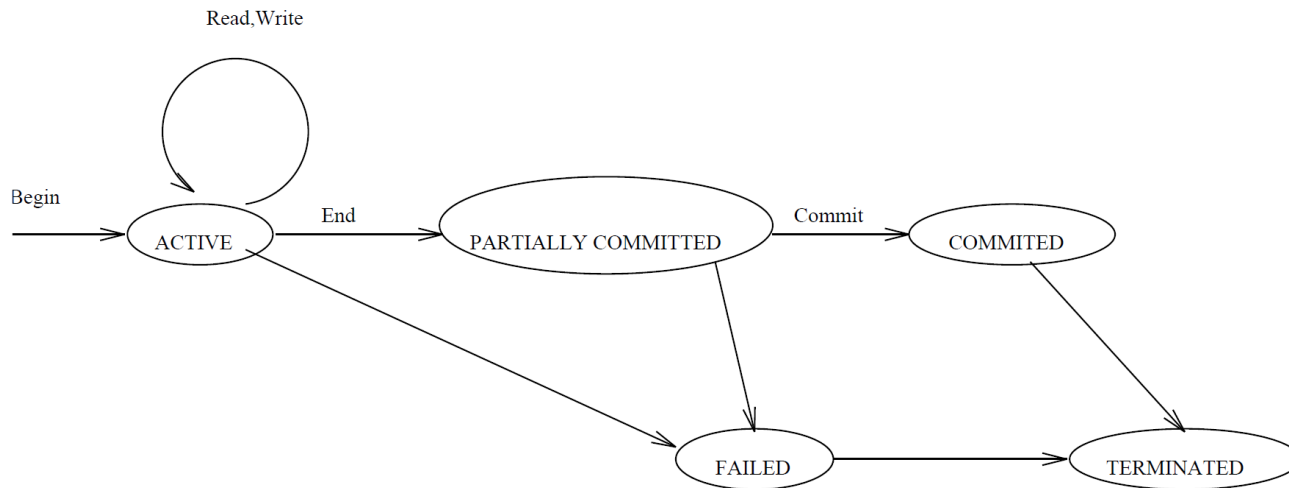 Read,Write
Begin
End
Commit
ACTIVE
PARTIALLY COMMITTED
COMMITED
FAILED
TERMINATED